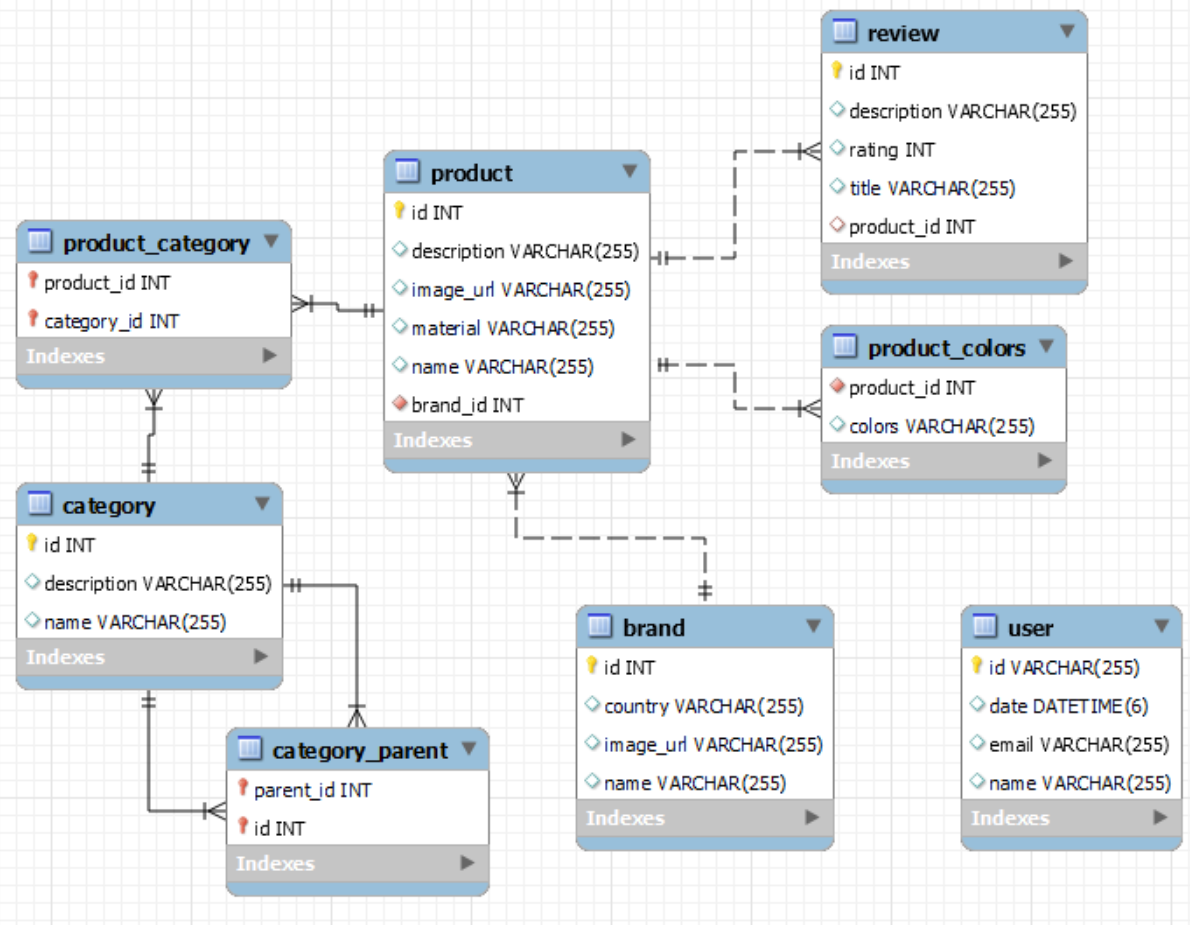 review
id INT
description VARCHAR(255)
rating INT
title VARCHAR(255)
product_id INT
Indexes
product
id INT
description VARCHAR(255)
image_url VARCHAR(255)
material VARCHAR(255)
name VARCHAR(255)
brand_id INT
Indexes
product_category
product_id INT
category_id INT
Indexes
product_colors
product_id INT
colors VARCHAR(255)
Indexes
category
id INT
description VARCHAR(255)
name VARCHAR(255)
Indexes
brand
id INT
country VARCHAR(255)
image_url VARCHAR(255)
name VARCHAR(255)
Indexes
user
id VARCHAR(255)
date DATETIME(6)
email VARCHAR(255)
name VARCHAR(255)
Indexes
category_parent
parent_id INT
id INT
Indexes